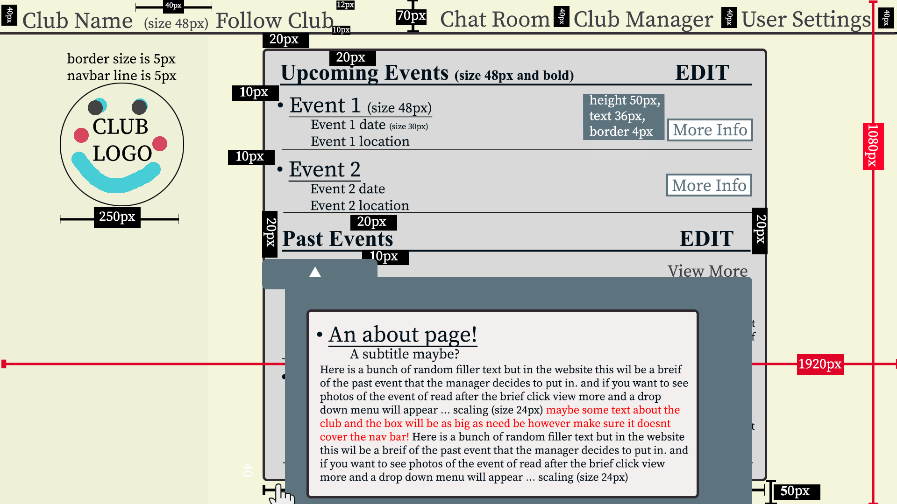 40px
Club Name
40px
(size 48px)
Follow Club
12px
10px
70px
Chat Room
40px
Club Manager
40px
User Settings
40px
border size is 5px
navbar line is 5px
CLUB
LOGO
250px
20px
20px
Upcoming Events (size 48px and bold)
EDIT
10px
• Event 1 (size 48px)
Event 1 date (size 30px)
Event 1 location
height 50px,
text 36px,
border 4px
More Info
1080px
10px
• Event 2
Event 2 date
Event 2 location
More Info
20px
20px
20px
Past Events
EDIT
10px
View More
• An about page!
A subtitle maybe?
Here is a bunch of random filler text but in the website this wil be a breif
of the past event that the manager decides to put in. and if you want to see
photos of the event of read after the brief click view more and a drop
down menu will appear ... scaling (size 24px) maybe some text about the
club and the box will be as big as need be however make sure it doesnt
cover the nav bar! Here is a bunch of random filler text but in the website
this wil be a breif of the past event that the manager decides to put in. and
if you want to see photos of the event of read after the brief click view
more and a drop down menu will appear ... scaling (size 24px)
1920px
50px